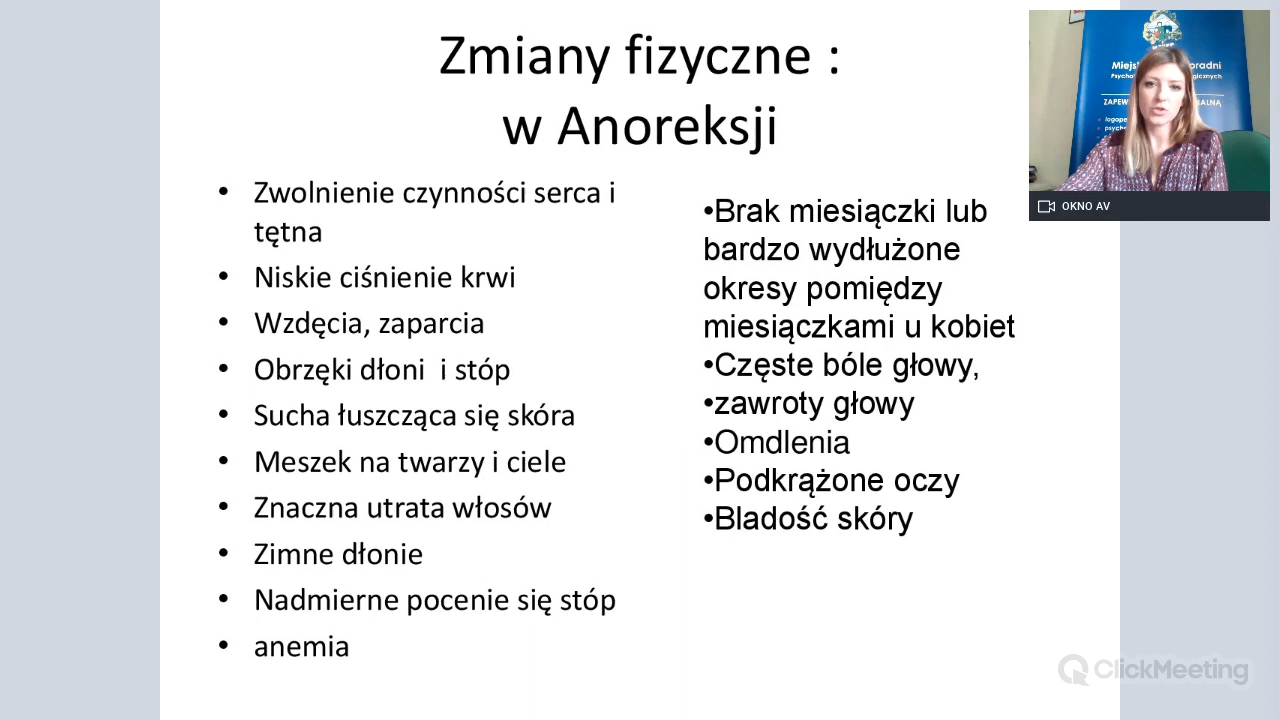 Zmiany fizyczne :
w Anoreksji
• Zwolnienie czynności serca i
tętna
• Niskie ciśnienie krwi
• Wzdęcia, zaparcia
• Obrzęki dłoni  i stóp
• Sucha łuszcząca się skóra
• Meszek na twarzy i ciele
• Znaczna utrata włosów
• Zimne dłonie
• Nadmierne pocenie się stóp
• anemia
•Brak miesiączki lub
bardzo wydłużone
okresy pomiędzy
miesiączkami u kobiet
•Częste bóle głowy,
•zawroty głowy
•Omdlenia
•Podkrążone oczy
•Bladość skóry
OKNO AV
ClickMeeting